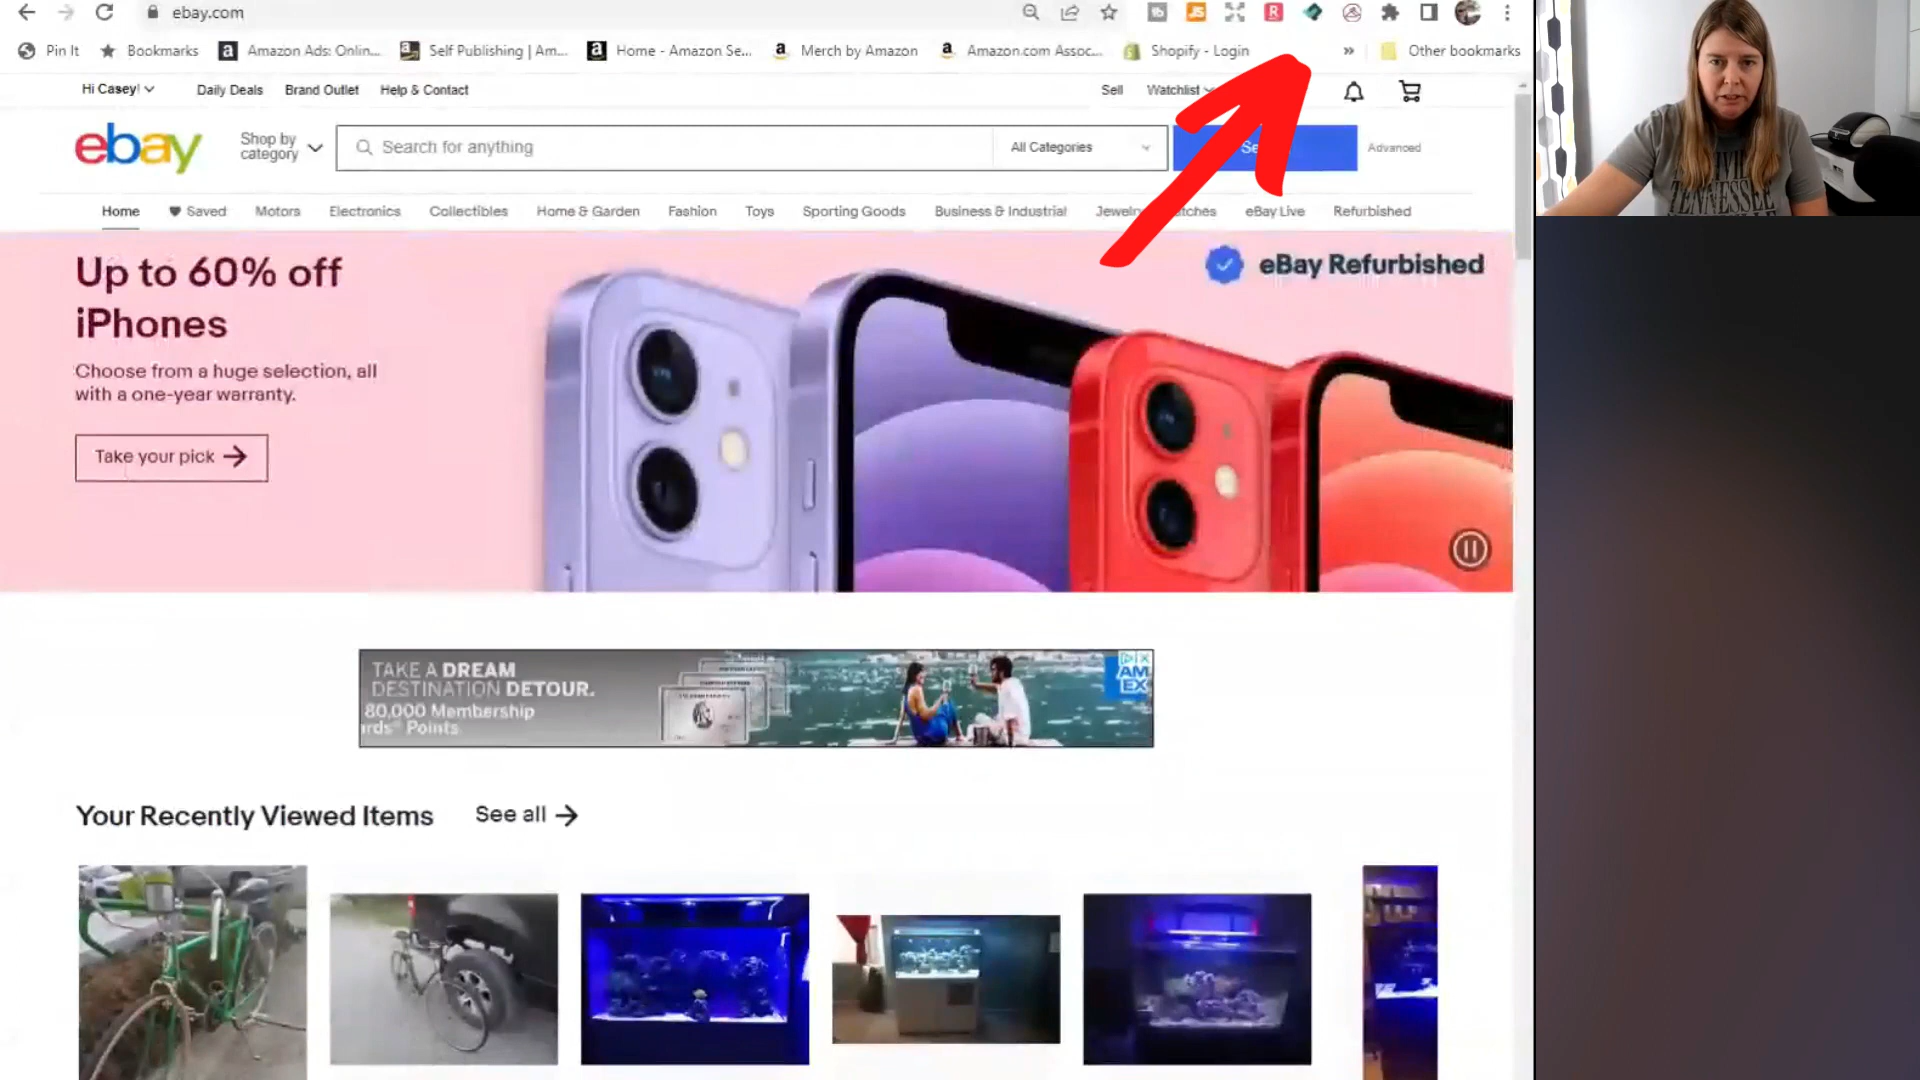 ebay.com
Pin It
Bookmarks
Amazon Ads: Onlin...
Self Publishing | Am...
Home - Amazon Se...
Merch by Amazon
Amazon.com Assoc...
Shopify - Login
»
Other bookmarks
Hi Casey!
Daily Deals
Brand Outlet
Help & Contact
Sell
Watchlist
ebay
Shop by
category
Search for anything
All Categories
Advanced
Home
Saved
Motors
Electronics
Collectibles
Home & Garden
Fashion
Toys
Sporting Goods
Business & Industrial
eBay Live
Refurbished
Up to 60% off
iPhones
Choose from a huge selection, all
with a one-year warranty.
Take your pick
eBay Refurbished
TAKE A DREAM
DESTINATION DETOUR.
80,000 Membership
Points
AM
EX
Your Recently Viewed Items
See all
TENNESSEE